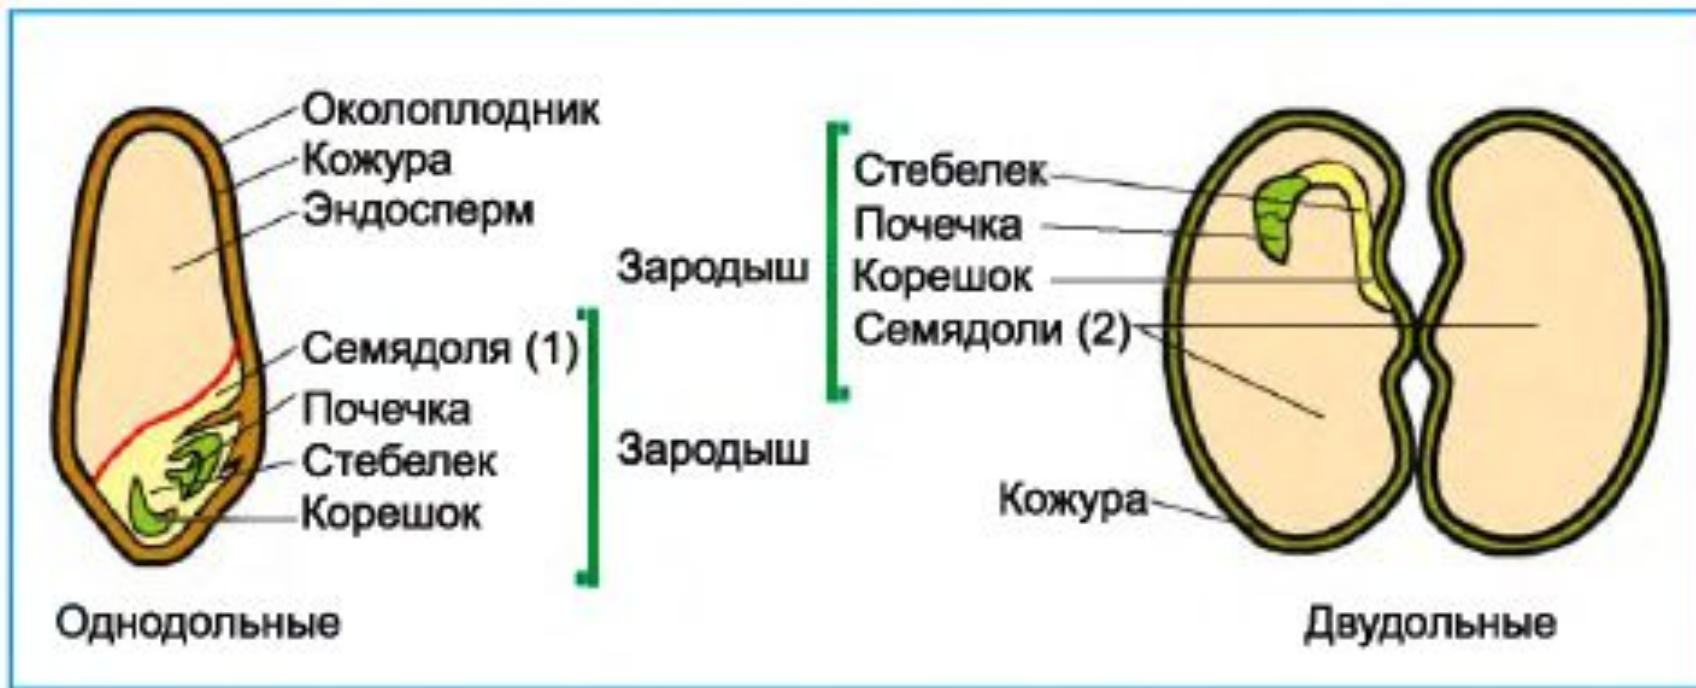 Околоплодник
Кожура
Эндосперм
Семядоля (1)
Почечка
Стебелек
Корешок
Зародыш
Однодольные
Зародыш
Стебелек
Почечка
Корешок
Семядоли (2)
Кожура
Двудольные